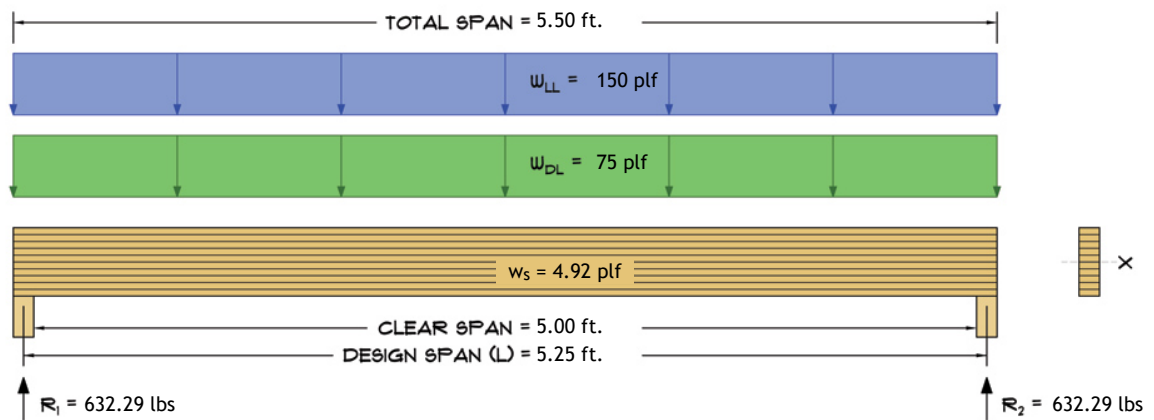 TOTAL SPAN = 5.50 ft.
WLL = 150 plf
WDL = 75 plf
ws = 4.92 plf
X
CLEAR SPAN = 5.00 ft.
DESIGN SPAN (L) = 5.25 ft.
R1 = 632.29 lbs
R2 = 632.29 lbs